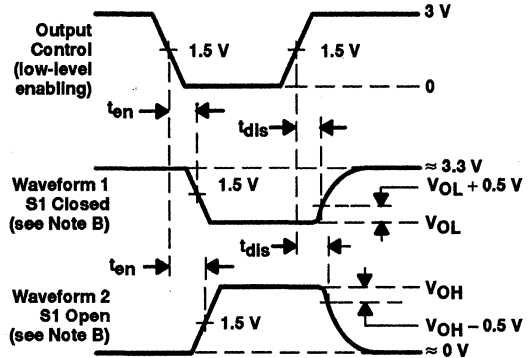 Output
Control
(low-level
enabling)
3 V
1.5 V
1.5 V
0
ten
tdis
≈ 3.3 V
Waveform 1
S1 Closed
(see Note B)
1.5 V
VOL + 0.5 V
VOL
tdis
ten
Waveform 2
S1 Open
(see Note B)
1.5 V
VOH
VOH – 0.5 V
≈ 0 V